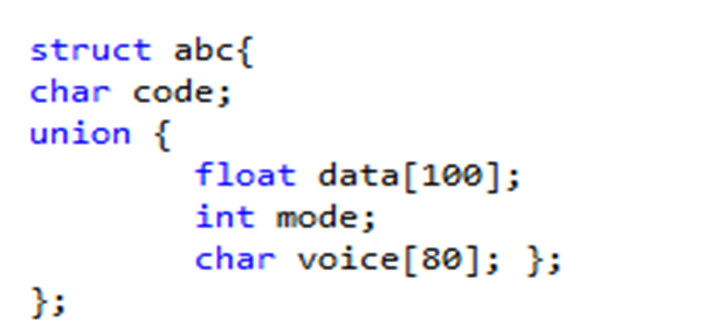 struct abc{
char code;
union {
float data[100];
int mode;
char voice[80]; };
};